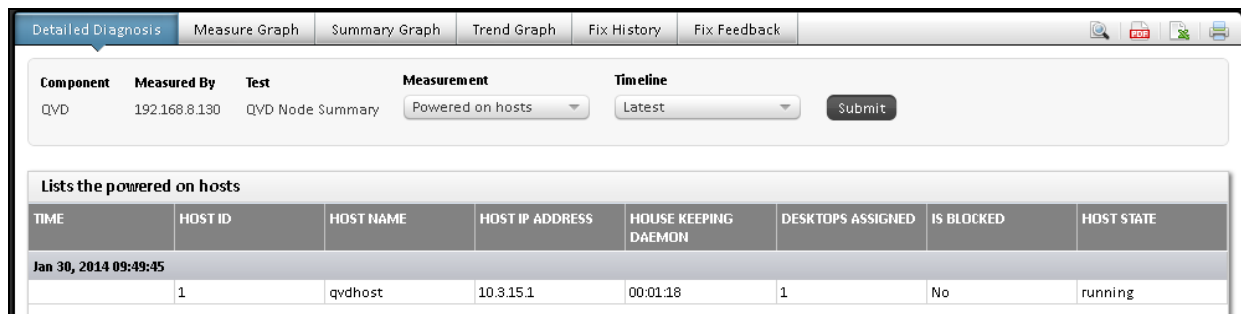 Detailed Diagnosis Measure Graph Summary Graph Trend Graph Fix History Fix Feedback PDF
Component Measured By Test Measurement Timeline
QVD 192.168.8.130 QVD Node Summary Powered on hosts Latest Submit
Lists the powered on hosts
TIME HOST ID HOST NAME HOST IP ADDRESS HOUSE KEEPING DESKTOPS ASSIGNED IS BLOCKED HOST STATE
DAEMON
Jan 30, 2014 09:49:45
1 qvdhost 10.3.15.1 00:01:18 1 No running